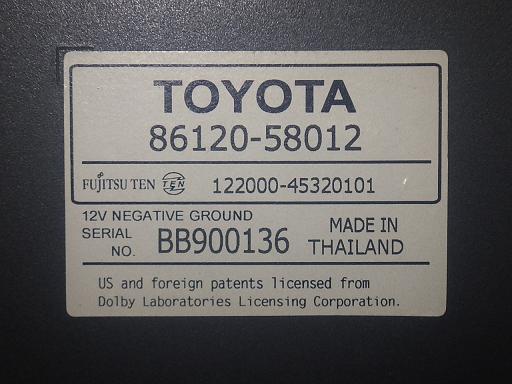 TOYOTA
86120-58012
FUJITSU TEN TEN 122000-45320101
12V NEGATIVE GROUND
SERIAL NO. BB900136
MADE IN THAILAND
US and foreign patents licensed from
Dolby Laboratories Licensing Corporation.